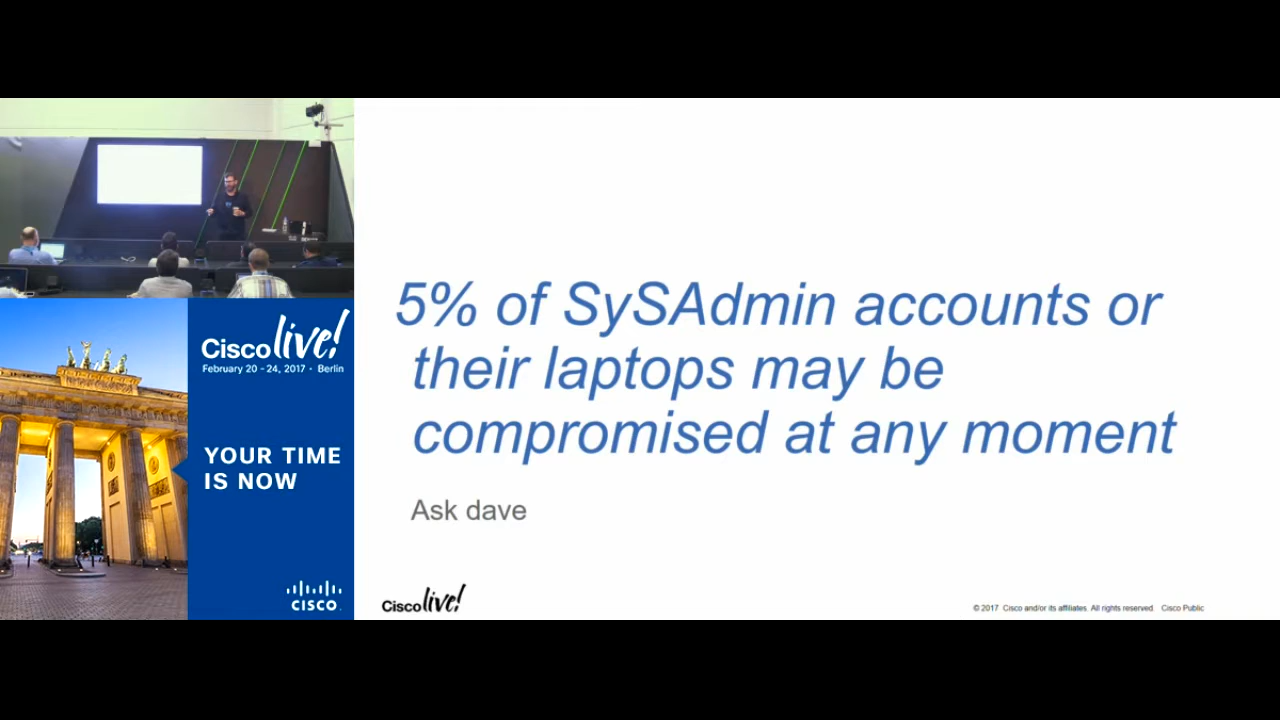 Cisco live!
February 20 - 24, 2017 · Berlin
YOUR TIME
IS NOW
CISCO.
5% of SySAdmin accounts or
their laptops may be
compromised at any moment
Ask dave
Cisco live!
© 2017 Cisco and/or its affiliates. All rights reserved. Cisco Public